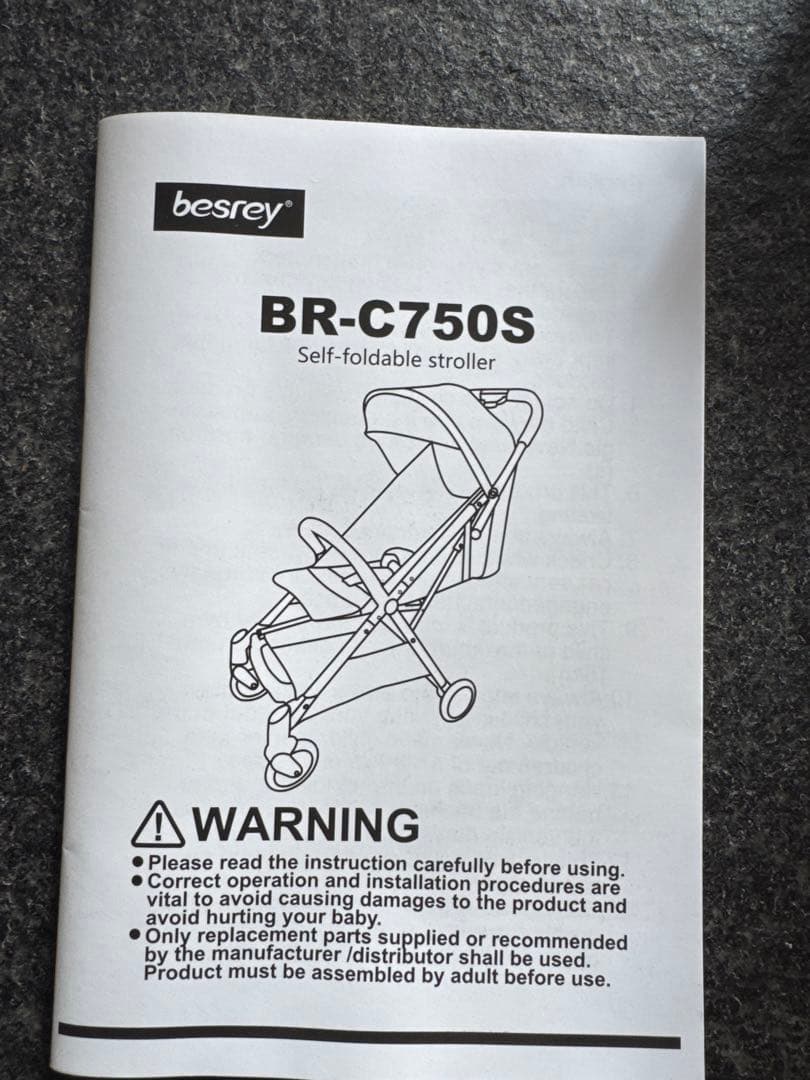 besrey®
BR-C750S
Self-foldable stroller
WARNING
●Please read the instruction carefully before using.
●Correct operation and installation procedures are
vital to avoid causing damages to the product and
avoid hurting your baby.
●Only replacement parts supplied or recommended
by the manufacturer /distributor shall be used.
Product must be assembled by adult before use.